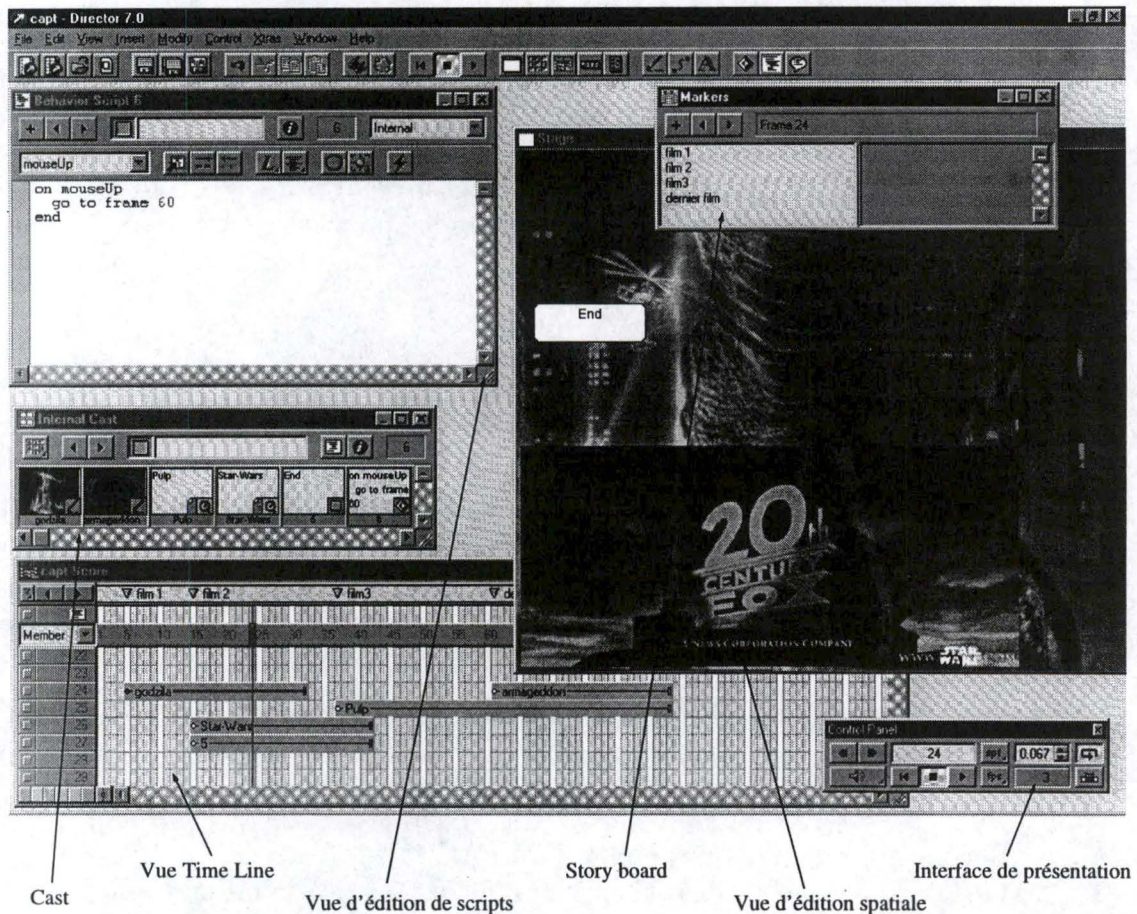 capt - Director 7.0
File Edit View Insert Modify Control Xtras Window Help
Behavior Script 6
6 Internal
mouseUp
on mouseUp
go to frame 60
end
Markers
Frame 24
film 1
film 2
film3
dernier film
Stage
End
20
CENTURY
FOX
A NEWS CORPORATION COMPANY
STAR
WARS
Internal Cast
6
Pulp Star-Wars End on mouseUp
go to frame
60
godzila armageddon Pulp Star-Wars 6
capt Score
film 1 film 2 film3
Member 5 10 15 20 25 30 35 40 45 50 55 60
22
23
24 godzila armageddon
25 Pulp
26 Star-Wars
27 5
28
29
Control Panel
24 0.067
fps 3
Cast
Vue Time Line
Vue d'édition de scripts
Story board
Vue d'édition spatiale
Interface de présentation